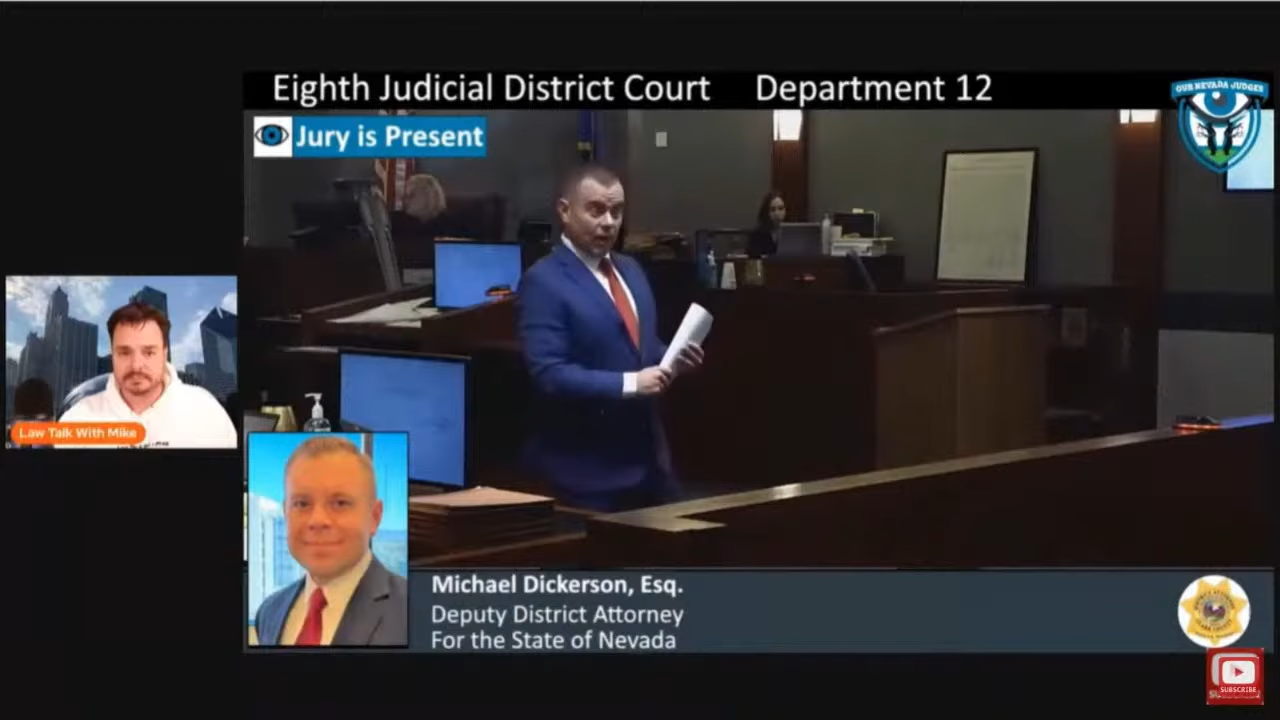 Eighth Judicial District Court Department 12
OUR NEVADA JUDGES
Jury is Present
Law Talk With Mike
Michael Dickerson, Esq.
Deputy District Attorney
For the State of Nevada
SUBSCRIBE